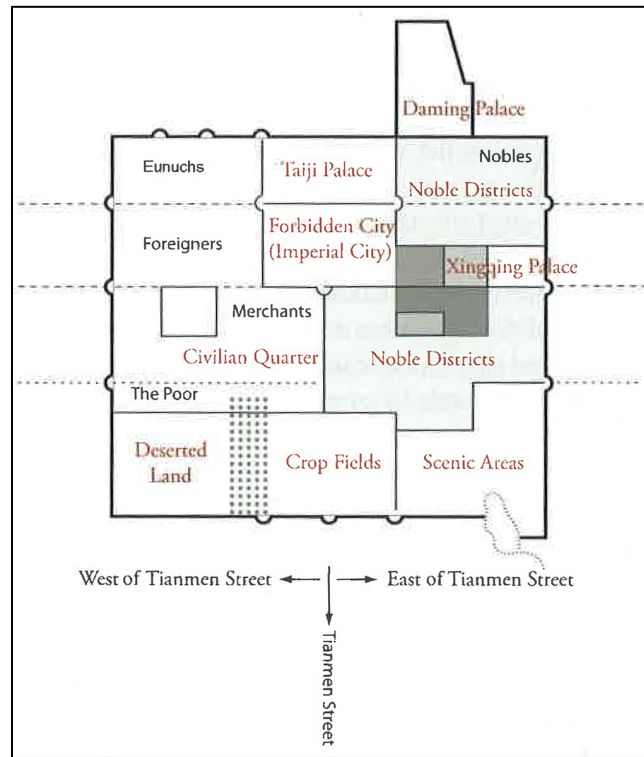 Daming Palace
Eunuchs
Taiji Palace
Nobles
Noble Districts
Foreigners
Forbidden City
(Imperial City)
Xingqing Palace
Merchants
Civilian Quarter
Noble Districts
The Poor
Deserted
Land
Crop Fields
Scenic Areas
West of Tianmen Street
East of Tianmen Street
Tianmen Street